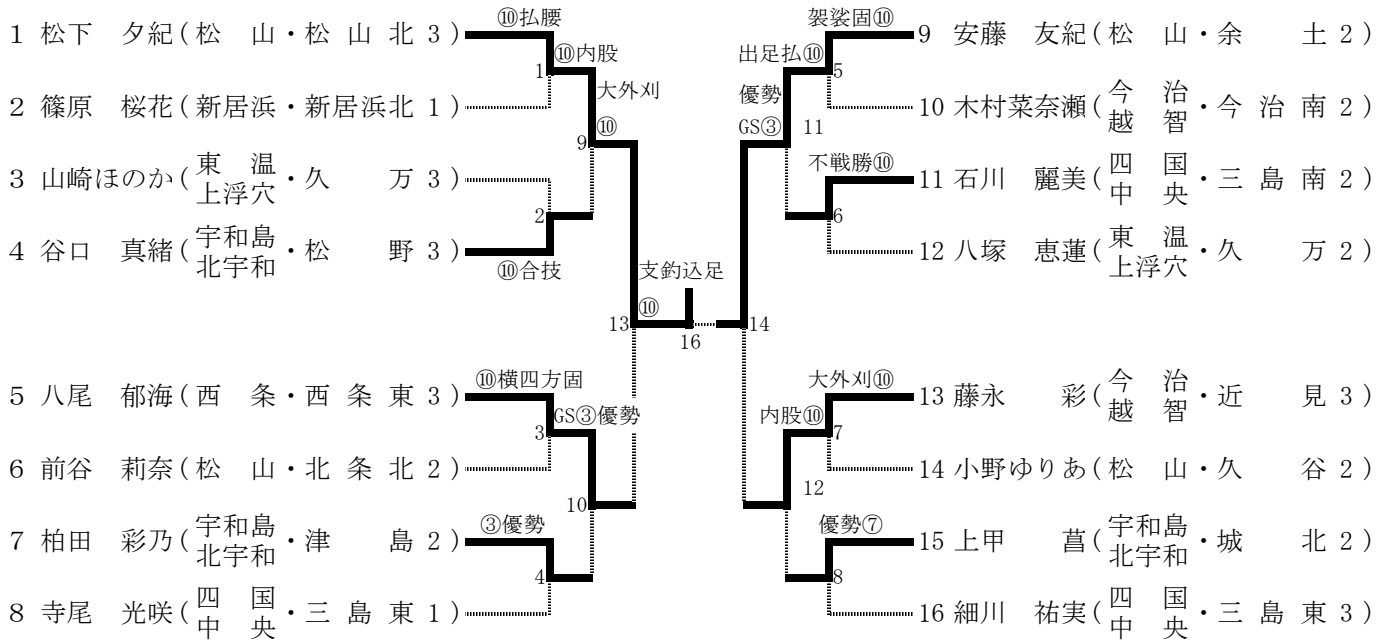 ⑩払腰
1 松下 夕紀(松 山・松 山 北 3)
1
⑩内股
2 篠原 桜花(新居浜・新居浜北 1)
大外刈
9
⑩
3 山崎ほのか(東 温 上浮穴・久 万 3)
2
4 谷口 真緒(宇和島 北宇和・松 野 3)
⑩合技
支釣込足
13
⑩
16
14
⑩横四方固
5 八尾 郁海(西 条・西 条 東 3)
3
GS③優勢
6 前谷 莉奈(松 山・北 条 北 2)
10
③優勢
7 柏田 彩乃(宇和島 北宇和・津 島 2)
4
8 寺尾 光咲(四 国 中 央・三 島 東 1)
袈裟固⑩
9 安藤 友紀(松 山・余 土 2)
出足払⑩
5
優勢
10 木村菜奈瀬(今 治 越 智・今 治 南 2)
GS③
11
不戦勝⑩
11 石川 麗美(四 国 中 央・三 島 南 2)
6
12 八塚 恵蓮(東 温 上浮穴・久 万 2)
大外刈⑩
13 藤永 彩(今 治 越 智・近 見 3)
内股⑩
7
14 小野ゆりあ(松 山・久 谷 2)
12
優勢⑦
15 上甲 菖(宇和島 北宇和・城 北 2)
8
16 細川 祐実(四 国 中 央・三 島 東 3)